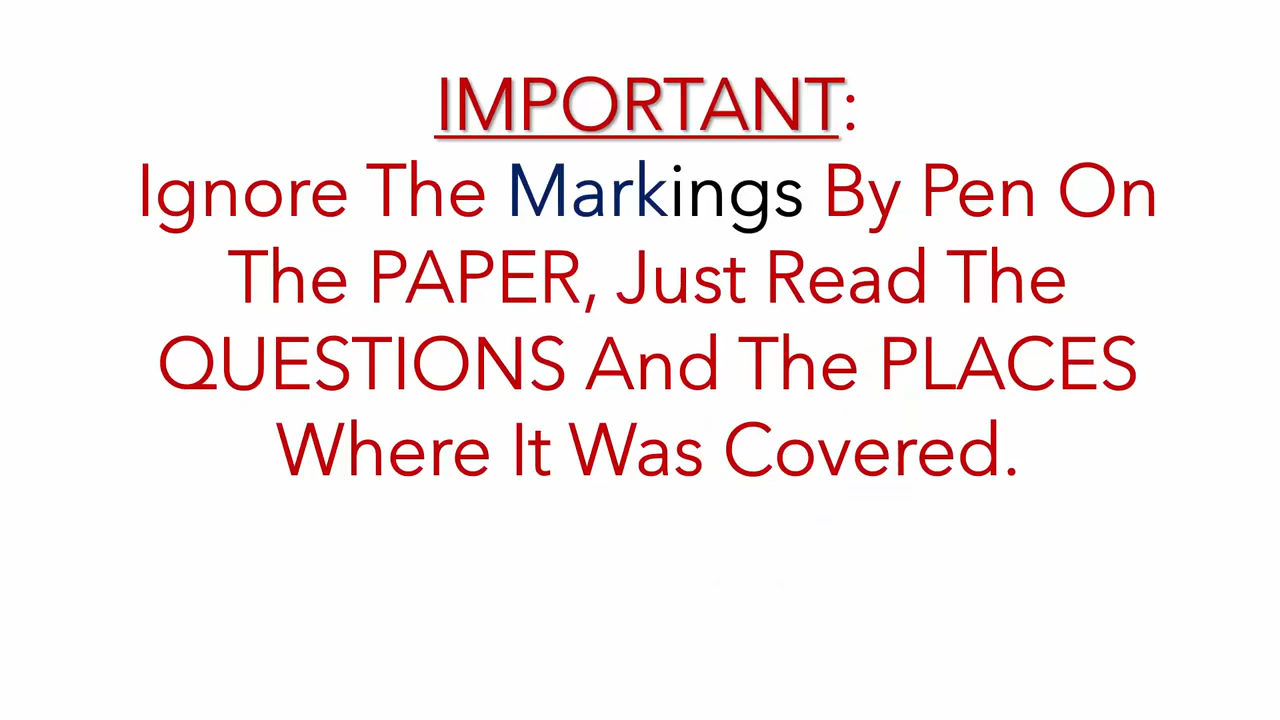 IMPORTANT:
Ignore The Markings By Pen On
The PAPER, Just Read The
QUESTIONS And The PLACES
Where It Was Covered.